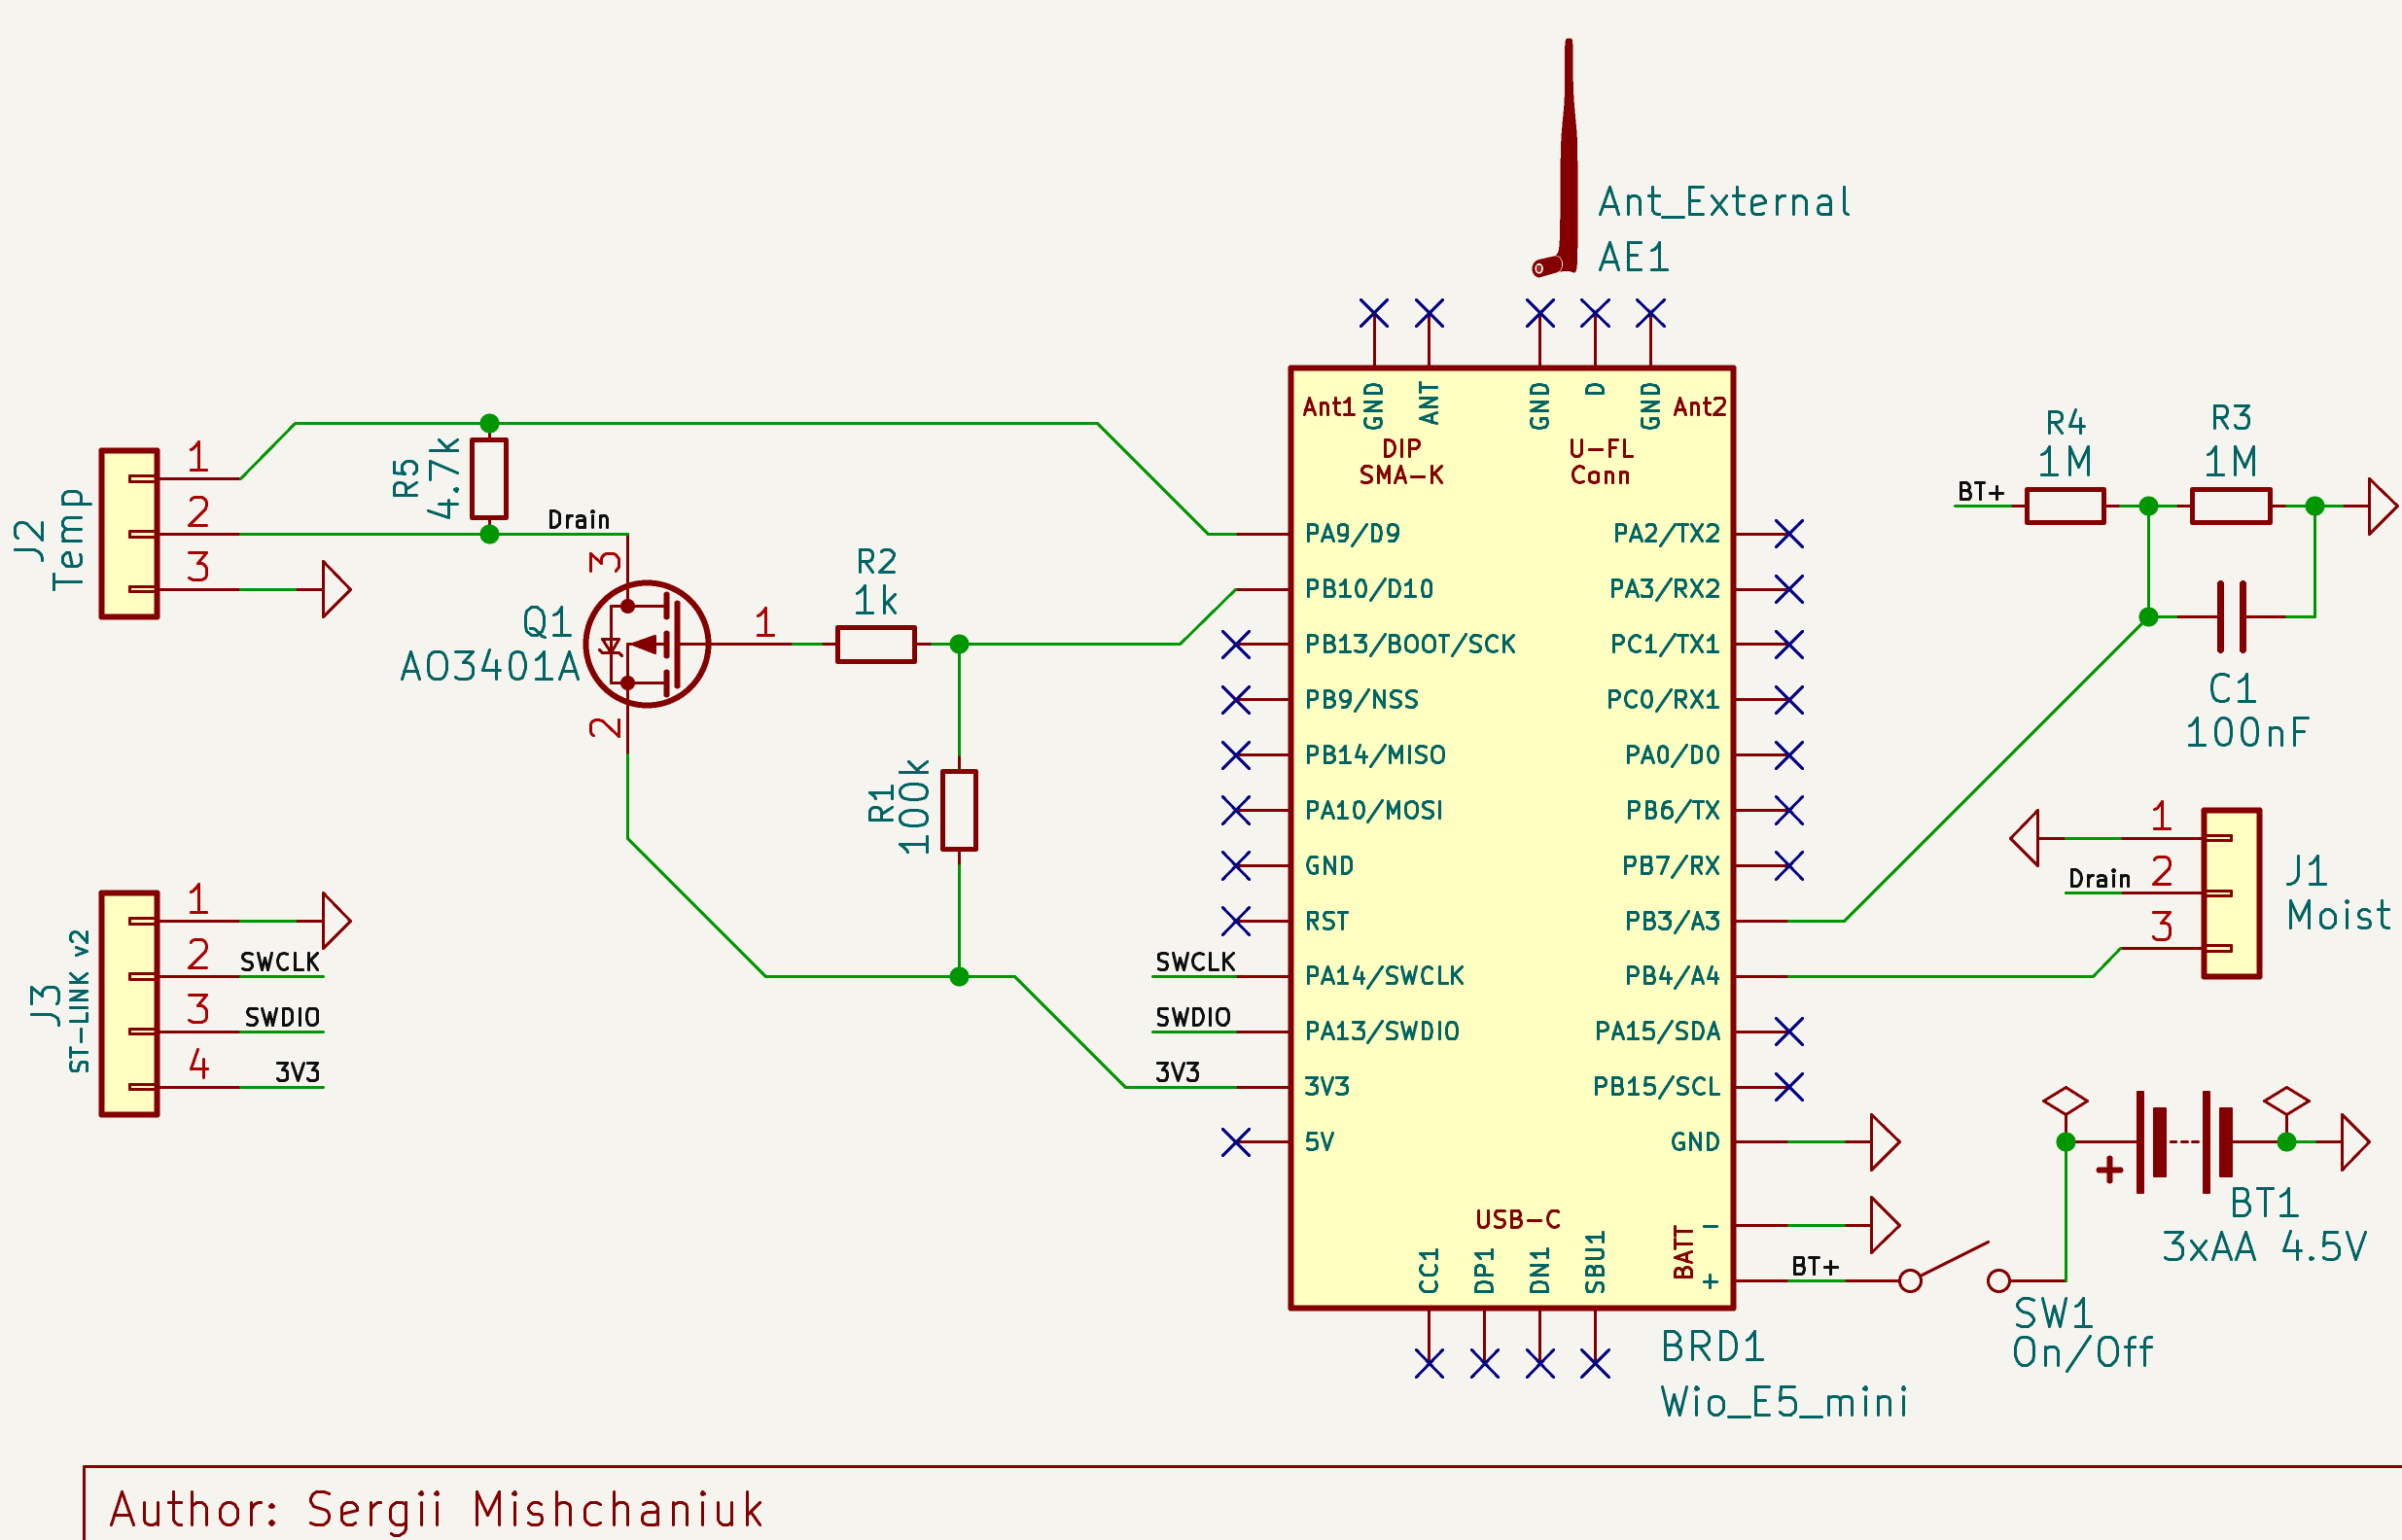 Ant_External
AE1
GND
ANT
GND
D
GND
Ant1
Ant2
DIP
SMA-K
U-FL
Conn
PA9/D9
PB10/D10
PB13/BOOT/SCK
PB9/NSS
PB14/MISO
PA10/MOSI
GND
RST
PA14/SWCLK
PA13/SWDIO
3V3
5V
PA2/TX2
PA3/RX2
PC1/TX1
PC0/RX1
PA0/D0
PB6/TX
PB7/RX
PB3/A3
PB4/A4
PA15/SDA
PB15/SCL
GND
BATT
-
+
USB-C
CC1
DP1
DN1
SBU1
BRD1
Wio_E5_mini
J2
Temp
1
2
3
R5
4.7k
Drain
3
Q1
AO3401A
1
2
R2
1k
R1
100k
SWCLK
SWDIO
3V3
J3
ST-LINK v2
1
2
SWCLK
3
SWDIO
4
3V3
BT+
R4
1M
R3
1M
C1
100nF
1
Drain
2
3
J1
Moist
+
BT1
3xAA 4.5V
BT+
SW1
On/Off
Author: Sergii Mishchaniuk